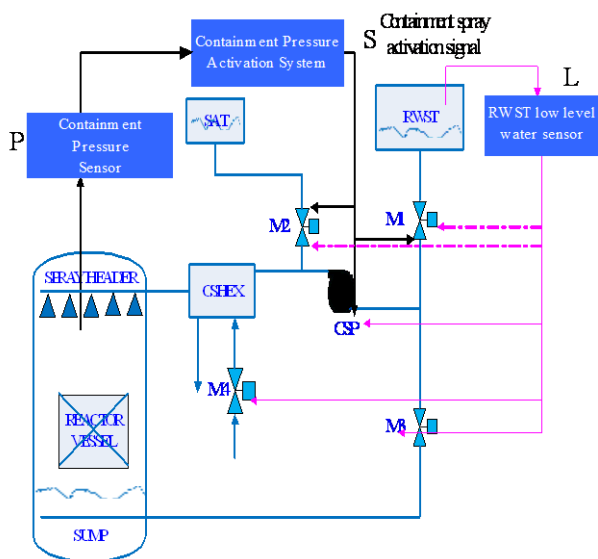 Containment Pressure
Activation System
S
Containment spray
activation signal
L
P
Containment
Pressure
Sensor
SAT
RWST
RWST low level
water sensor
M2
M1
SPRAY HEADER
CSHEX
CSP
M4
REACTOR
VESSEL
M3
SUMP